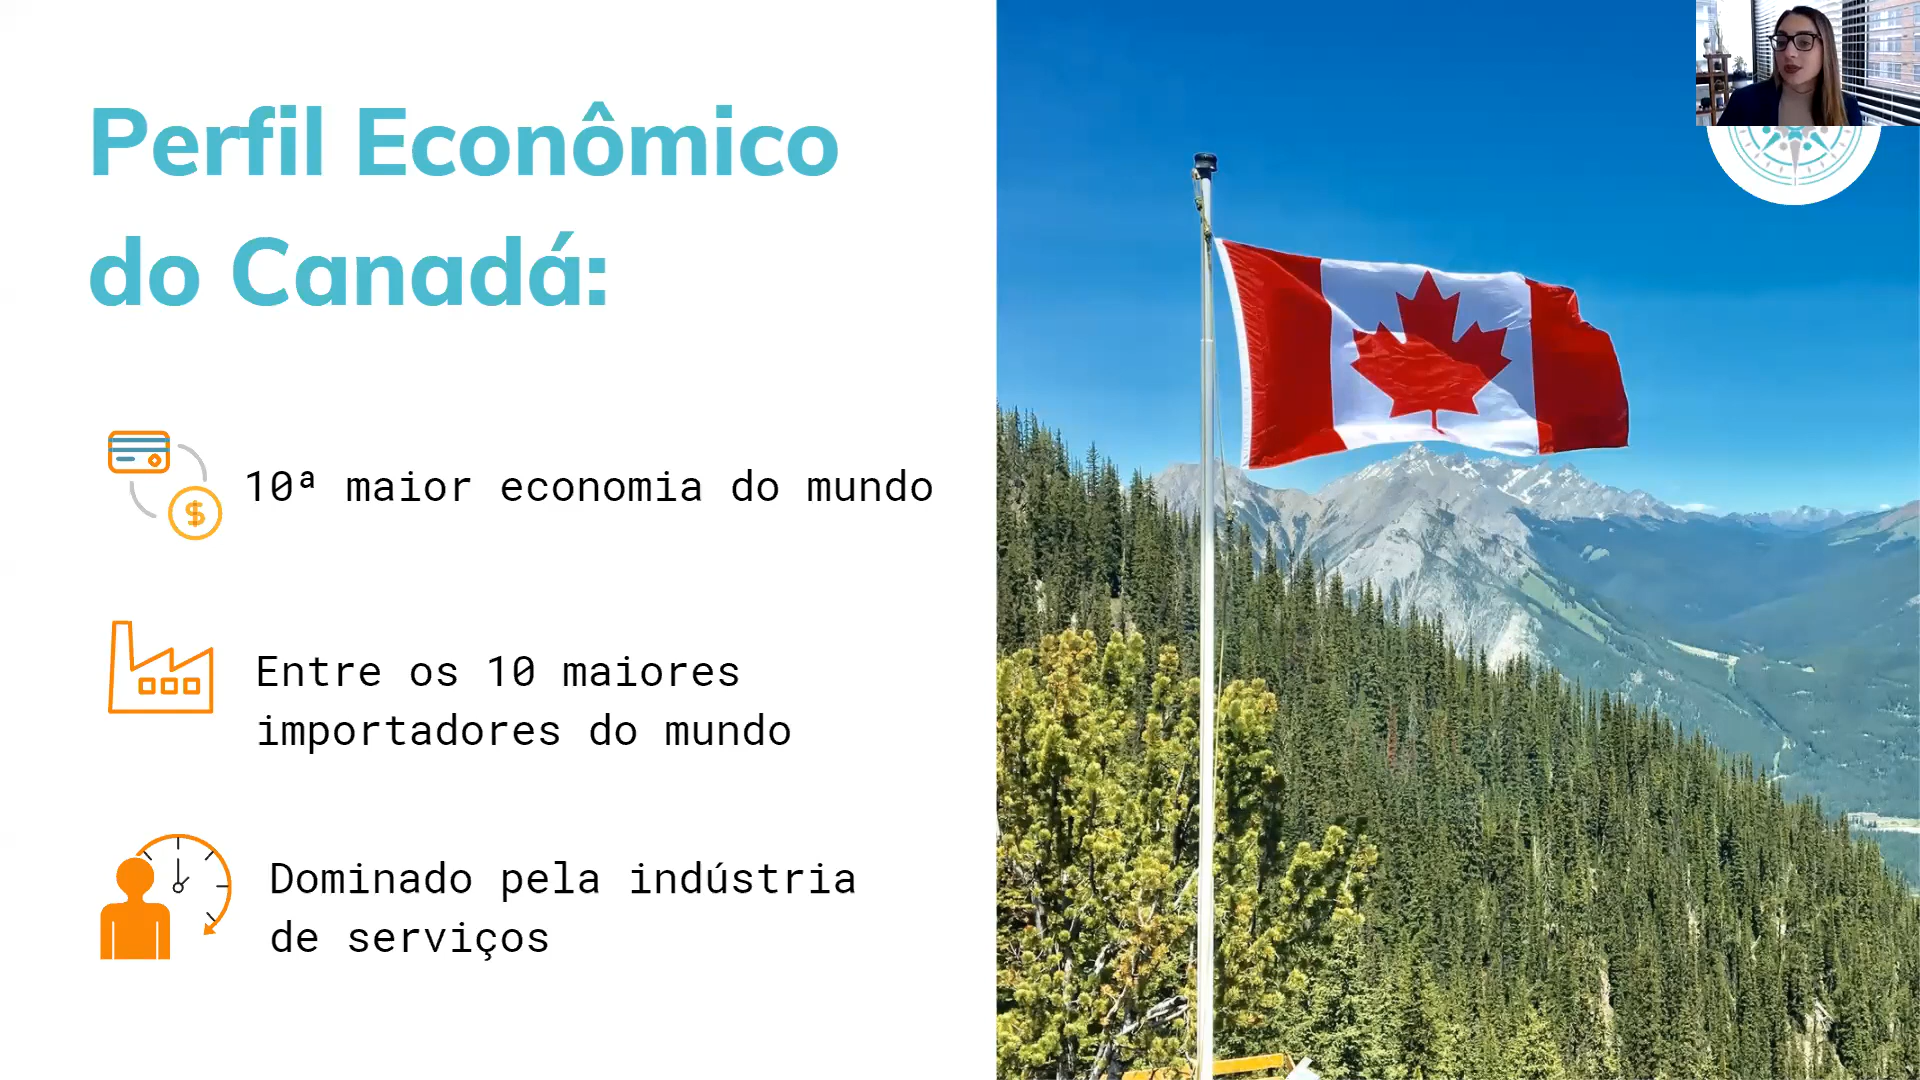 Perfil Econômico
do Canadá:
10ª maior economia do mundo
Entre os 10 maiores
importadores do mundo
Dominado pela indústria
de serviços